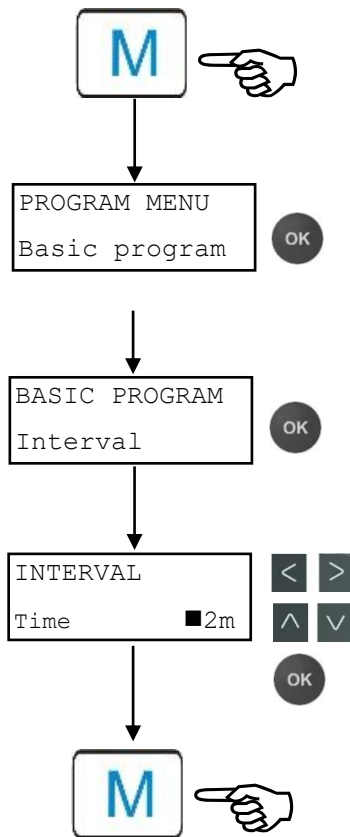 M
PROGRAM MENU
Basic program
OK
BASIC PROGRAM
Interval
OK
INTERVAL
< >
Time ■2m
∧ ∨
OK
M